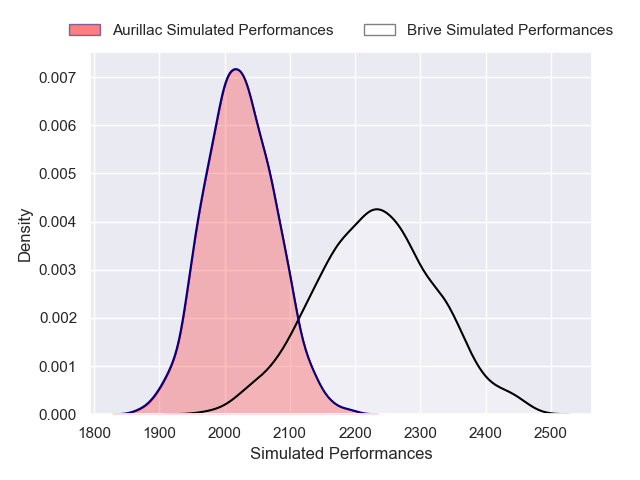 Aurillac Simulated Performances Brive Simulated Performances
0.007
0.006
0.005
0.004
0.003
0.002
0.001
0.000
Density
1800 1900 2000 2100 2200 2300 2400 2500
Simulated Performances